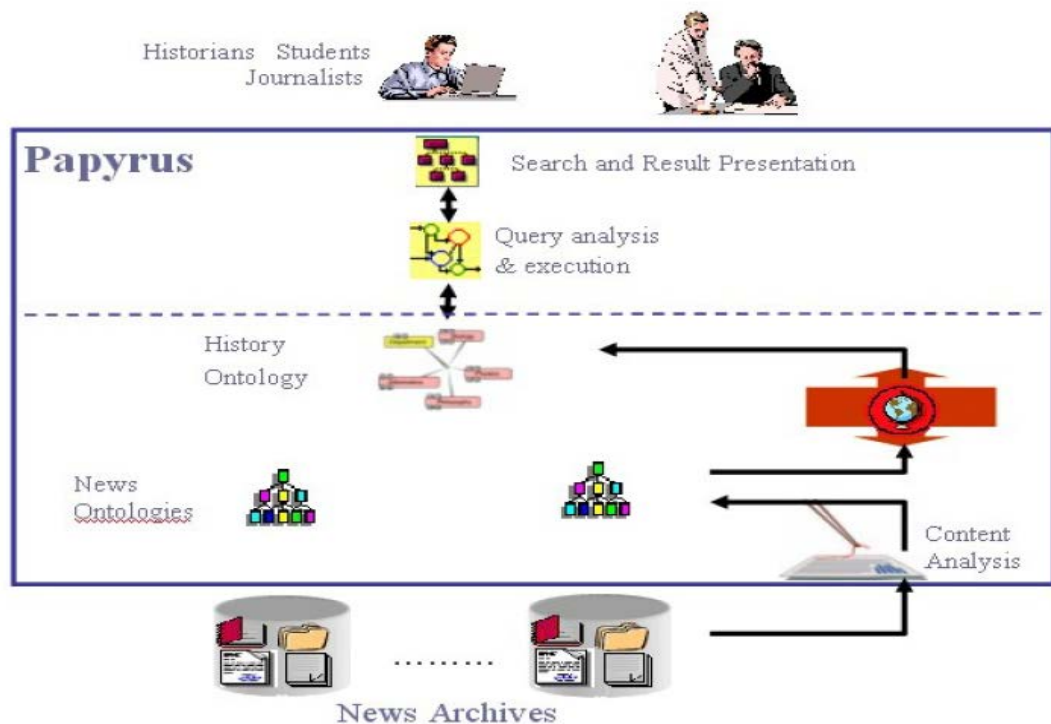 Historians Students
Journalists
Papyrus
Search and Result Presentation
Query analysis
& execution
History
Ontology
News
Ontologies
Content
Analysis
..........
News Archives